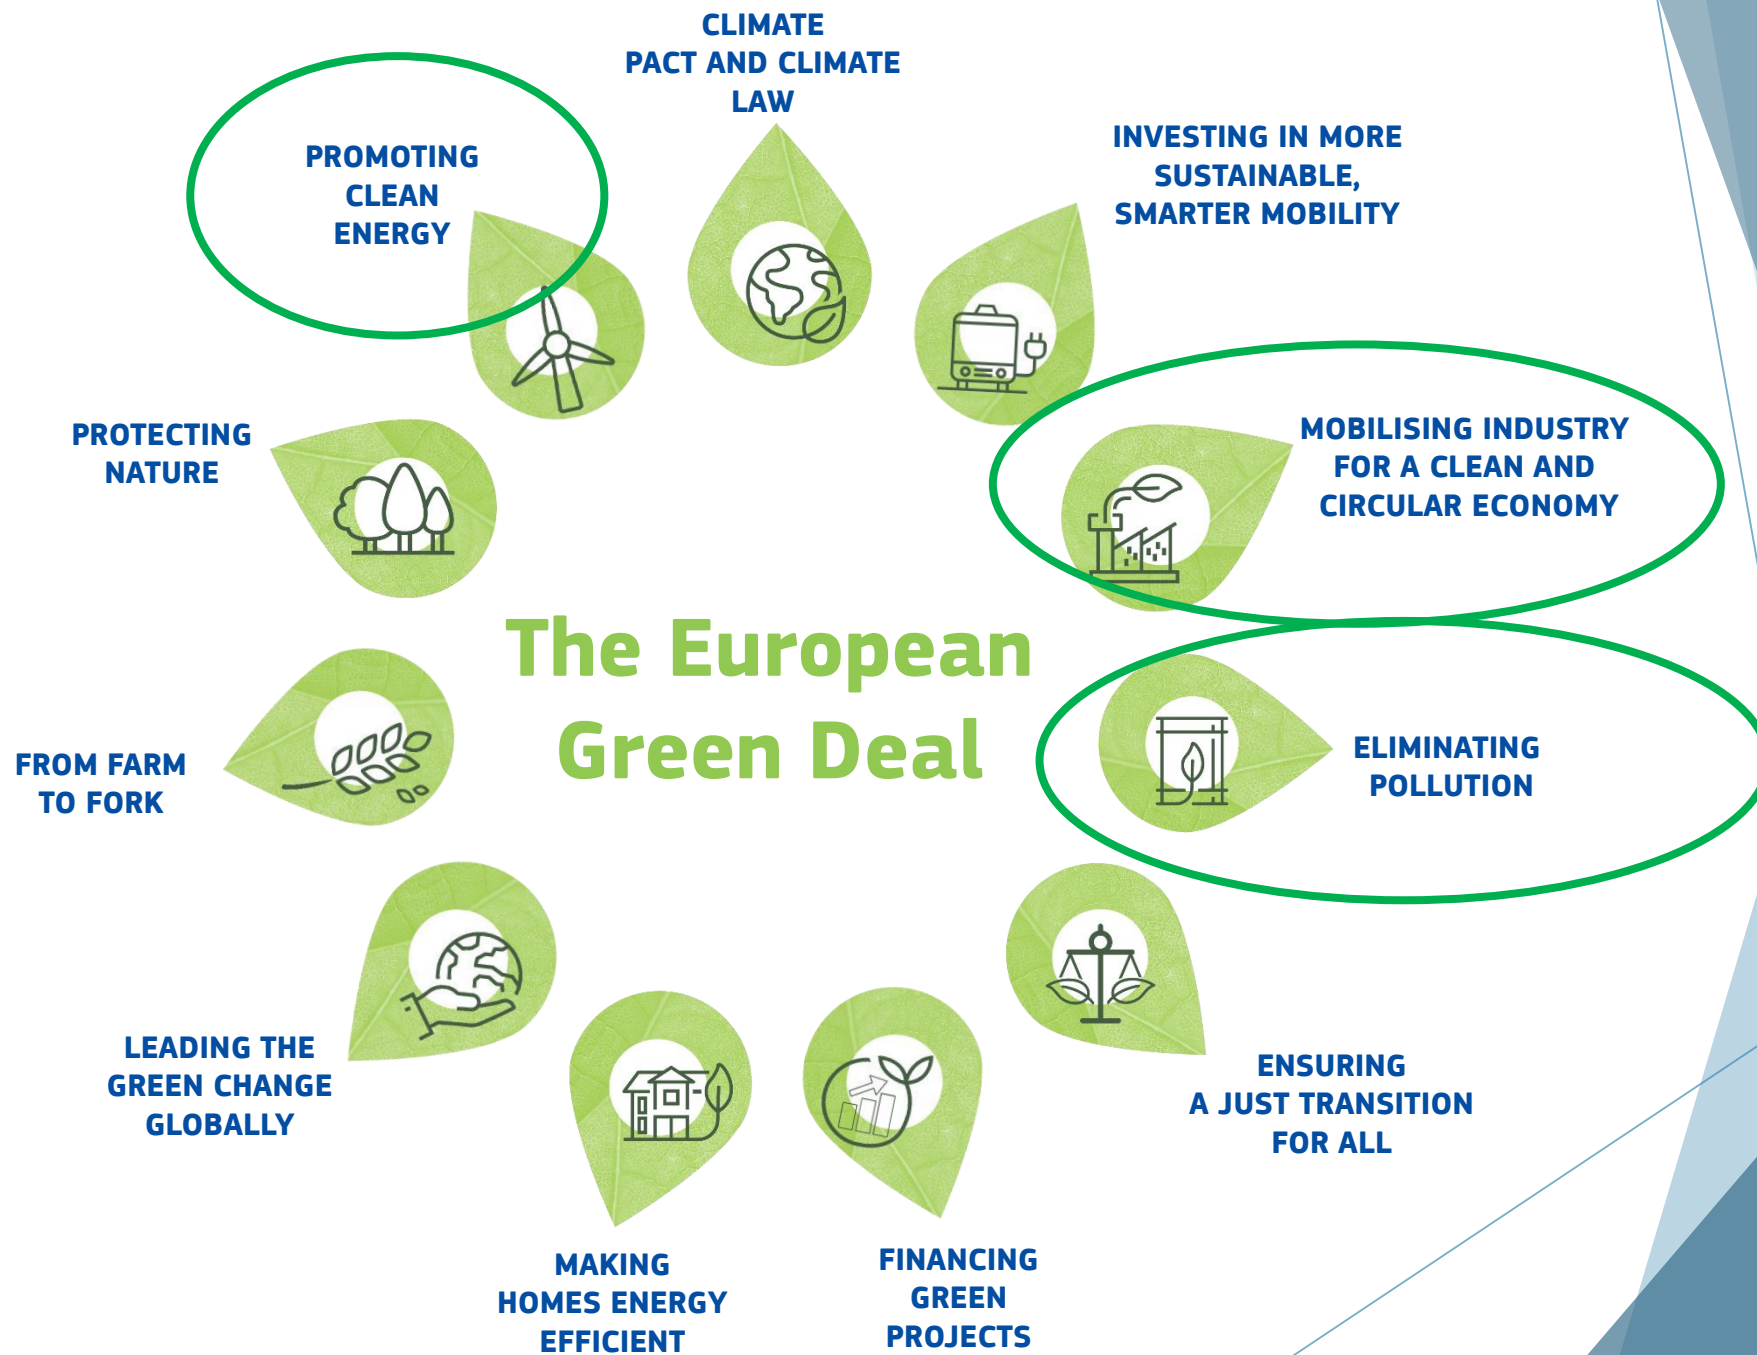 CLIMATE
PACT AND CLIMATE
LAW
PROMOTING
CLEAN
ENERGY
INVESTING IN MORE
SUSTAINABLE,
SMARTER MOBILITY
PROTECTING
NATURE
MOBILISING INDUSTRY
FOR A CLEAN AND
CIRCULAR ECONOMY
The European
Green Deal
FROM FARM
TO FORK
ELIMINATING
POLLUTION
LEADING THE
GREEN CHANGE
GLOBALLY
ENSURING
A JUST TRANSITION
FOR ALL
MAKING
HOMES ENERGY
EFFICIENT
FINANCING
GREEN
PROJECTS